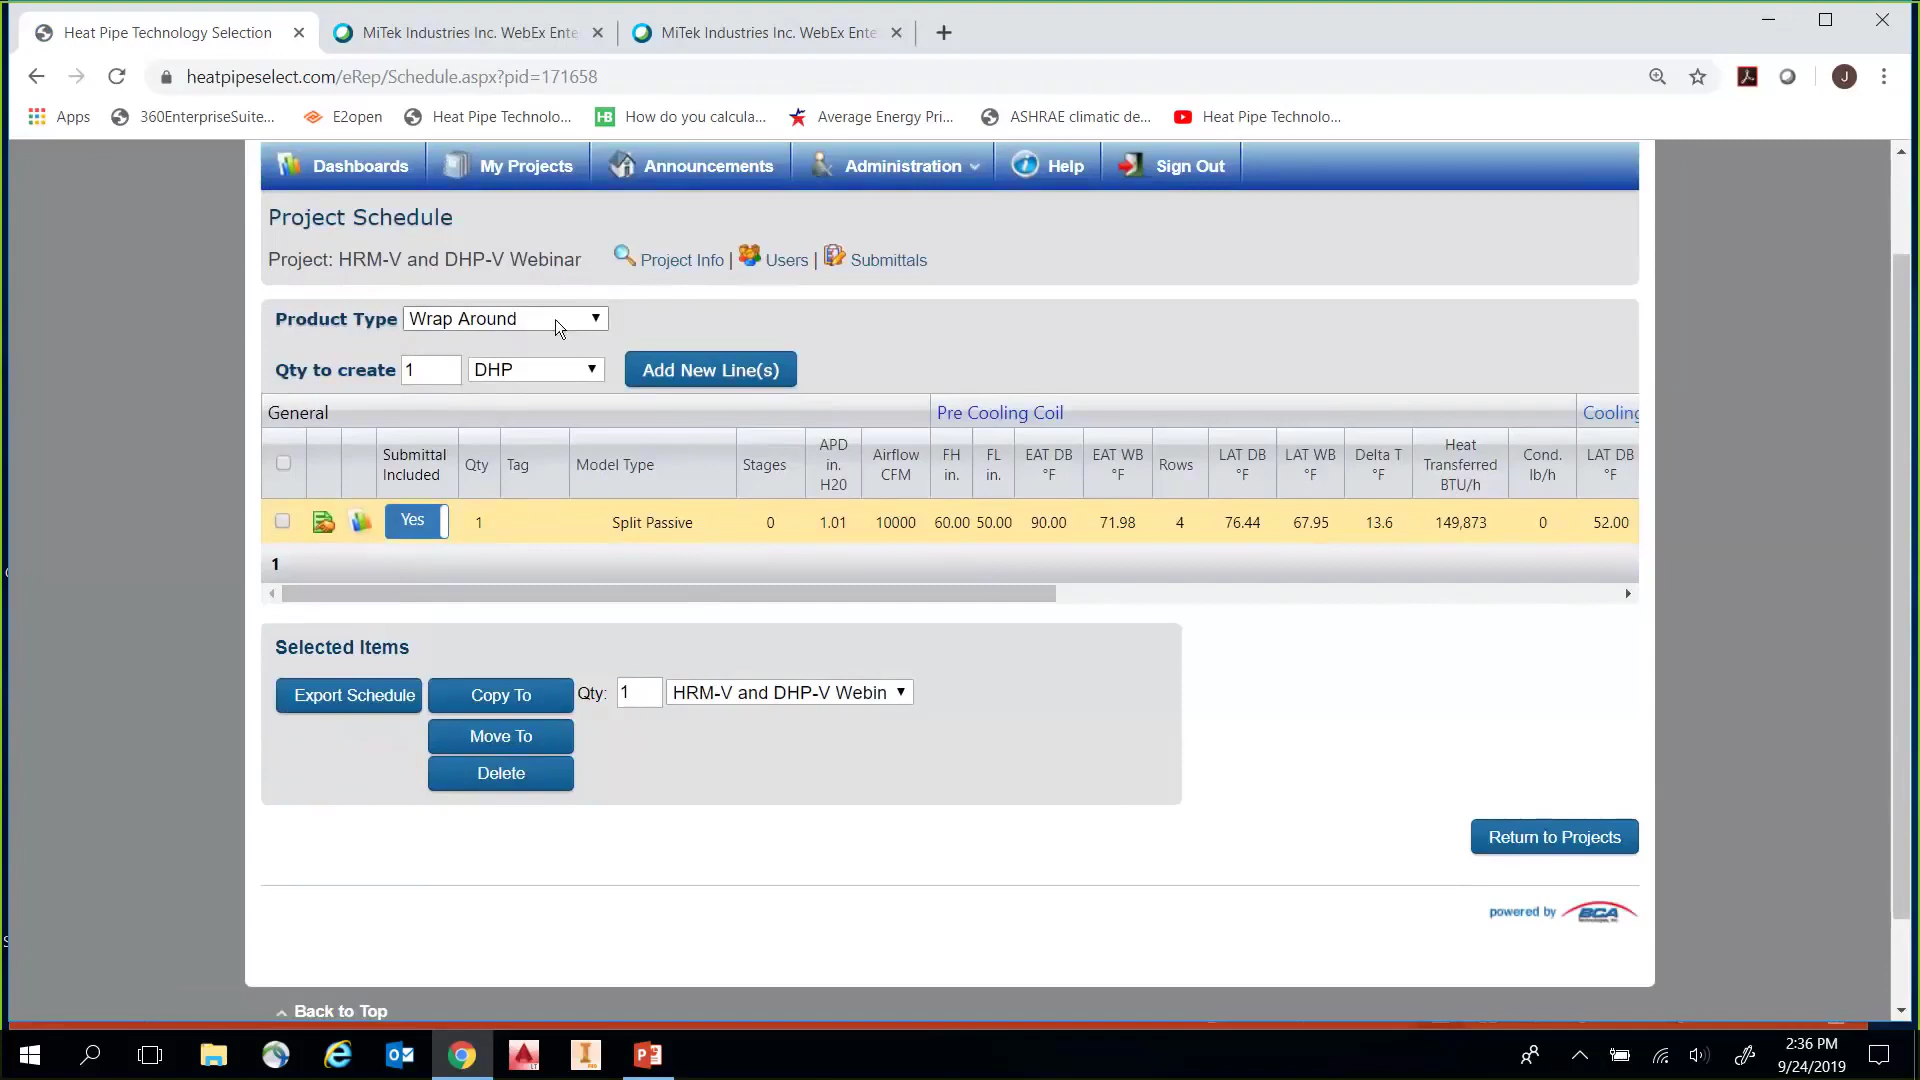 Heat Pipe Technology Selection
MiTek Industries Inc. WebEx Ente
MiTek Industries Inc. WebEx Ente
heatpipeselect.com/eRep/Schedule.aspx?pid=171658
J
Apps
360EnterpriseSuite...
E2open
Heat Pipe Technolo...
HB How do you calcula...
Average Energy Pri...
ASHRAE climatic de...
Heat Pipe Technolo...
Dashboards
My Projects
Announcements
Administration
Help
Sign Out
Project Schedule
Project: HRM-V and DHP-V Webinar
Project Info | Users | Submittals
Product Type Wrap Around
Qty to create 1 DHP Add New Line(s)
General Pre Cooling Coil Cooling
Submittal Included Qty Tag Model Type Stages APD in. H20 Airflow CFM FH in. FL in. EAT DB °F EAT WB °F Rows LAT DB °F LAT WB °F Delta T °F Heat Transferred BTU/h Cond. lb/h LAT DB °F
Yes 1 Split Passive 0 1.01 10000 60.00 50.00 90.00 71.98 4 76.44 67.95 13.6 149,873 0 52.00
1
Selected Items
Export Schedule Copy To Qty: 1 HRM-V and DHP-V Webin
Move To
Delete
Return to Projects
powered by BCA
Back to Top
2:36 PM
9/24/2019